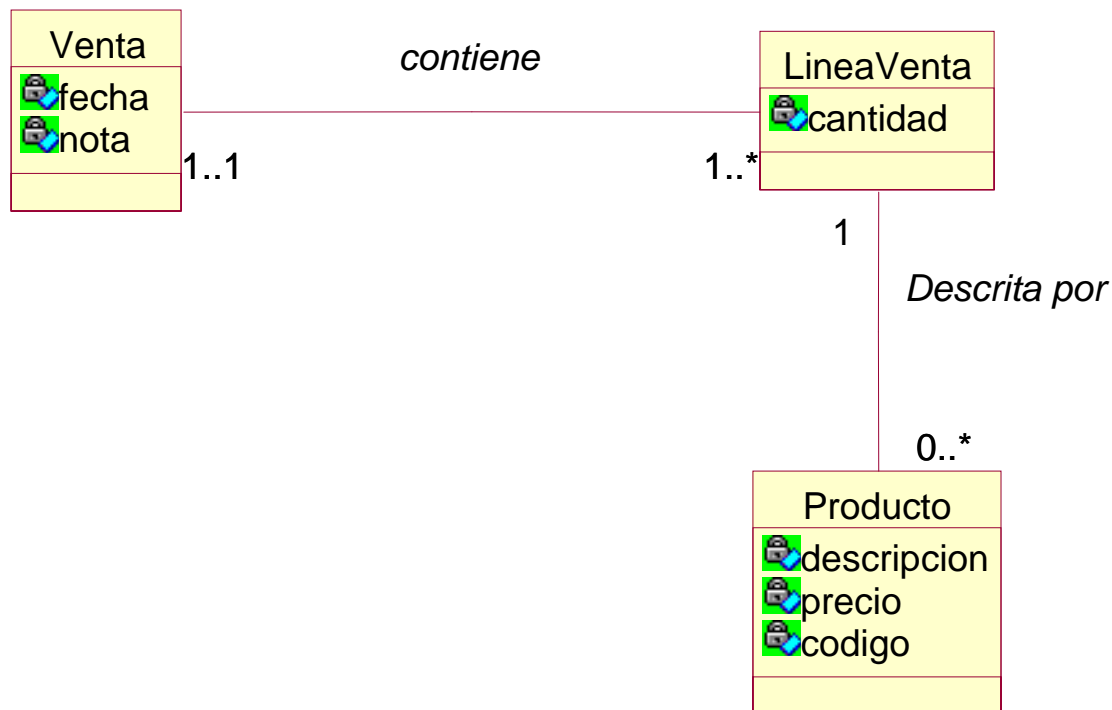 Venta
fecha
nota
contiene
1..1
1..*
LineaVenta
cantidad
1
Descrita por
0..*
Producto
descripcion
precio
codigo